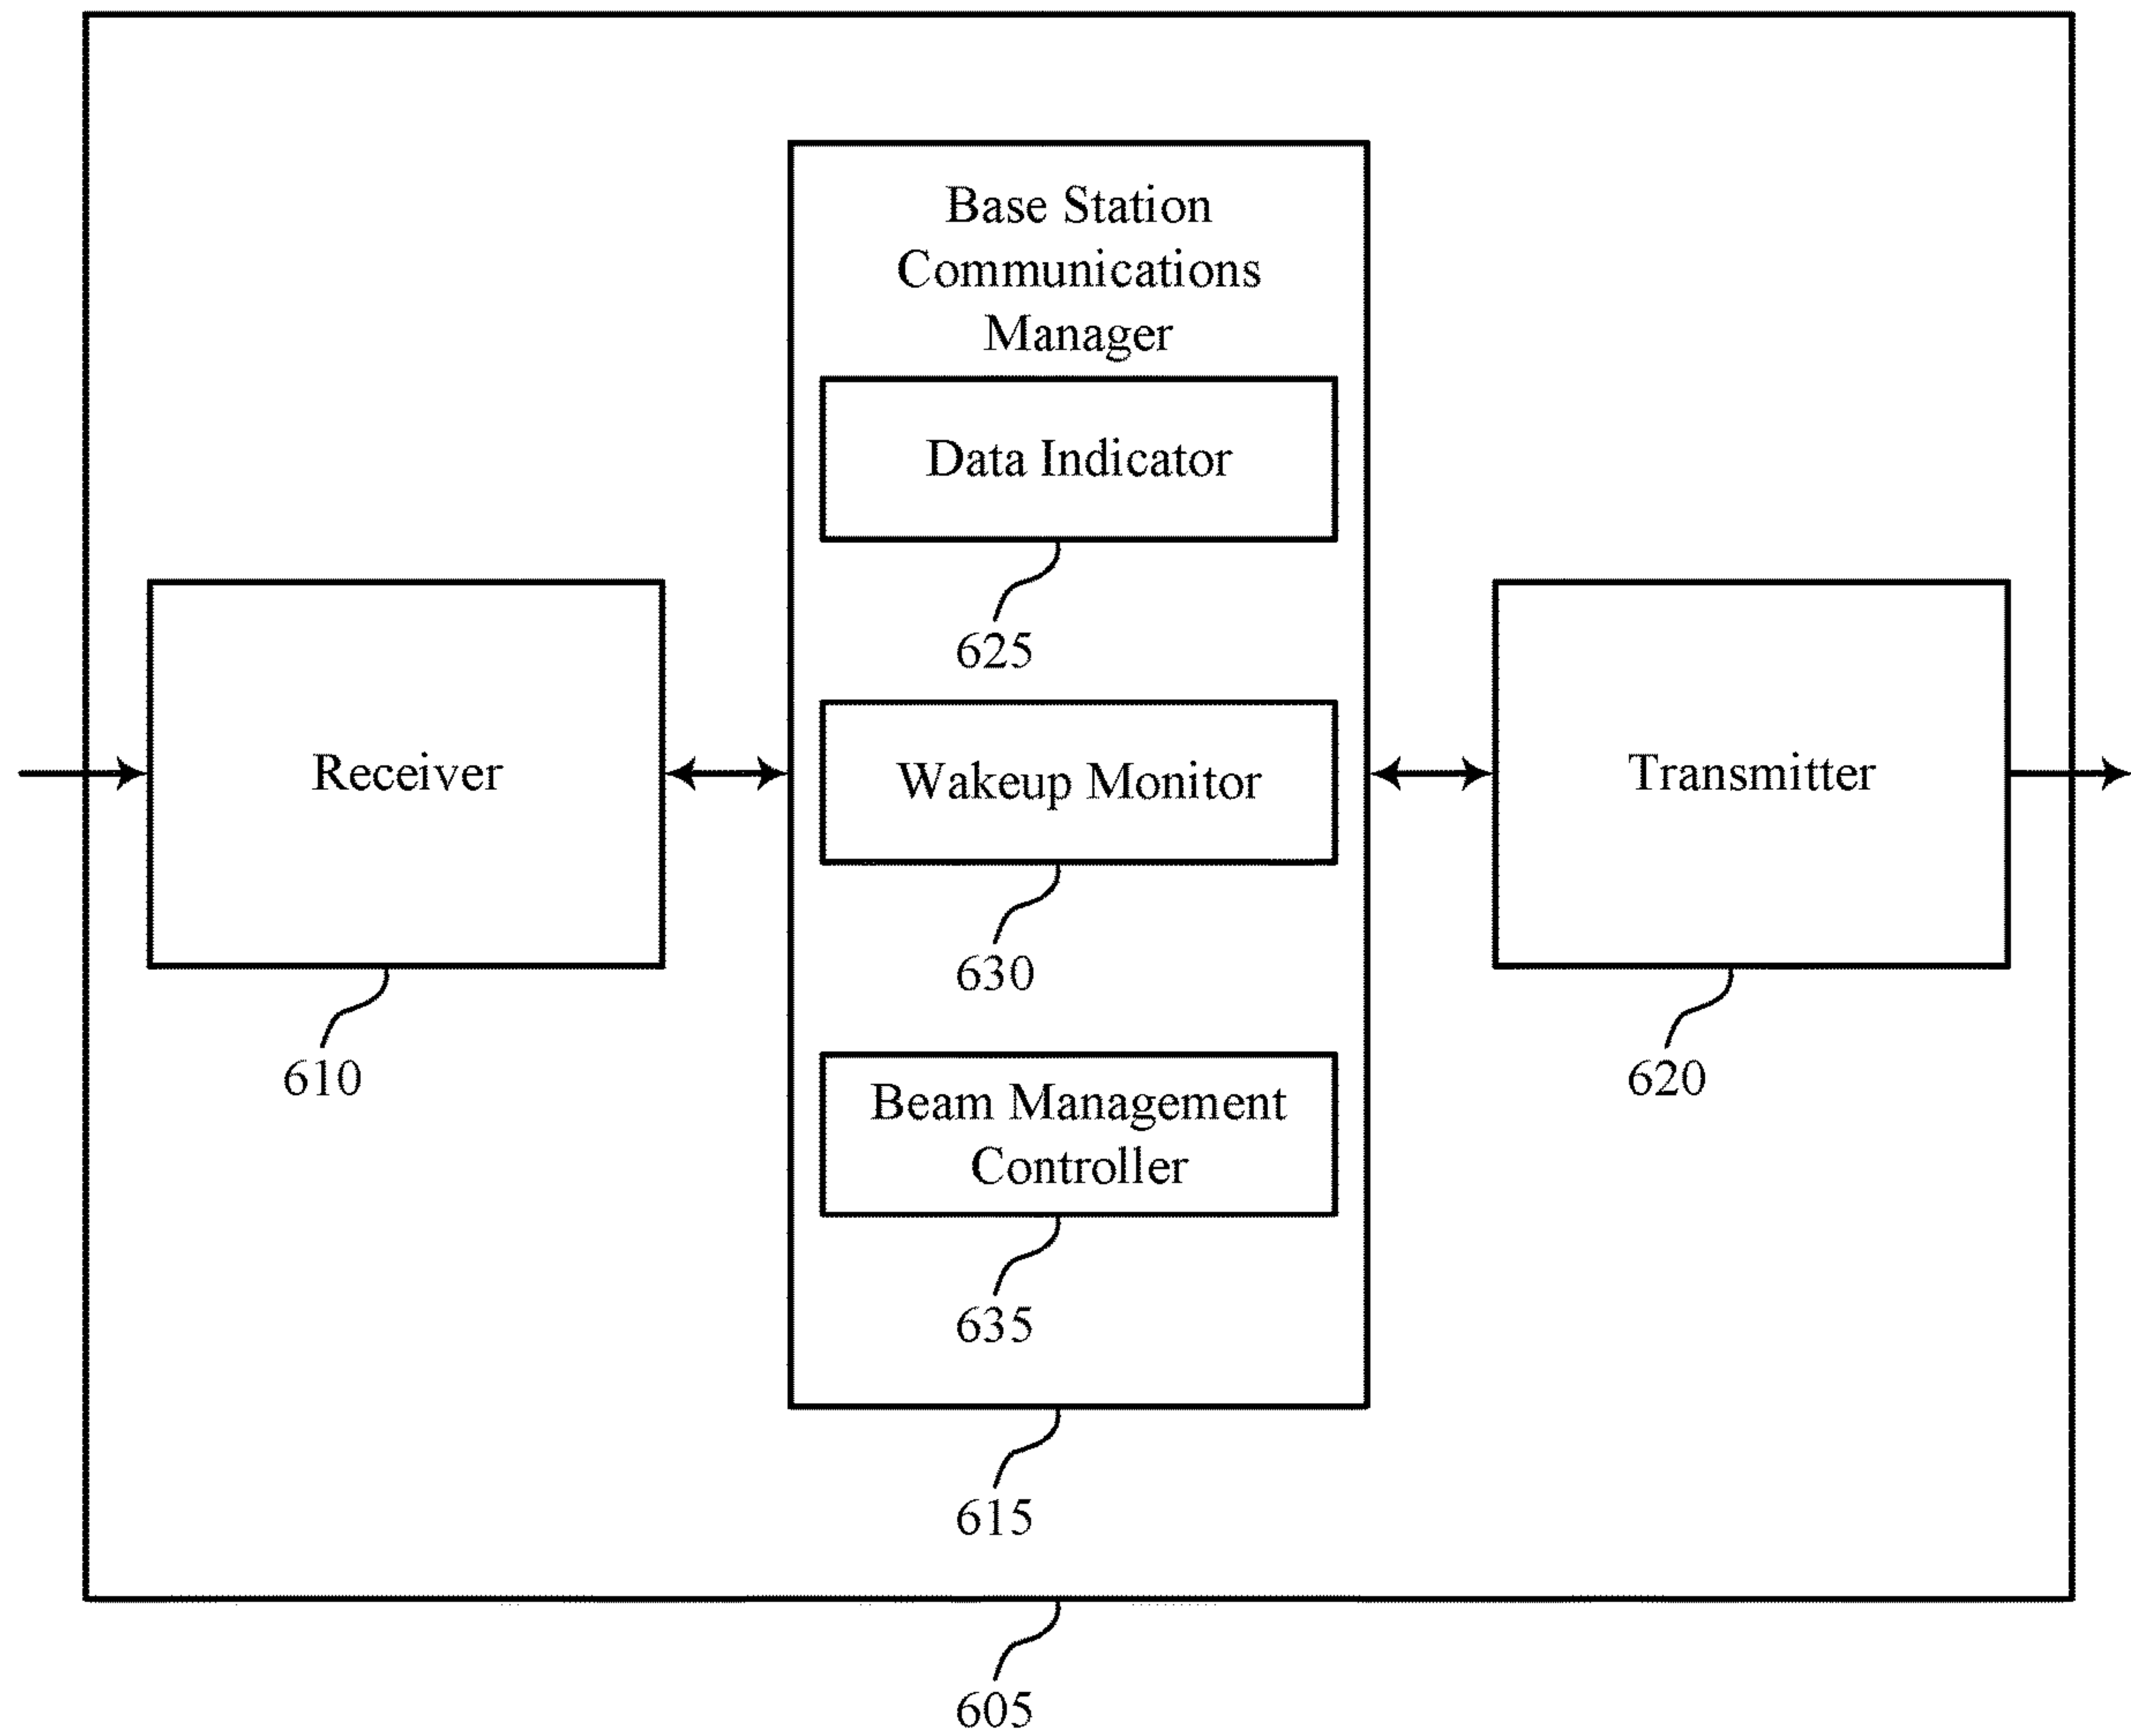 Base Station
Communications
Manager
Data Indicator
625
Receiver
Wakeup Monitor
Transmitter
630
610
Beam Management
Controller
620
635
615
605